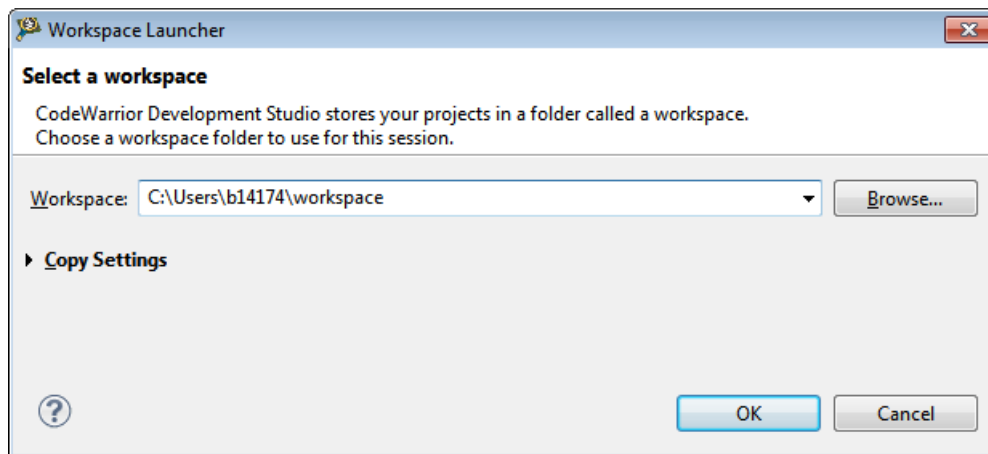 Workspace Launcher
Select a workspace
CodeWarrior Development Studio stores your projects in a folder called a workspace.
Choose a workspace folder to use for this session.
Workspace: C:\Users\b14174\workspace Browse...
Copy Settings
? OK Cancel